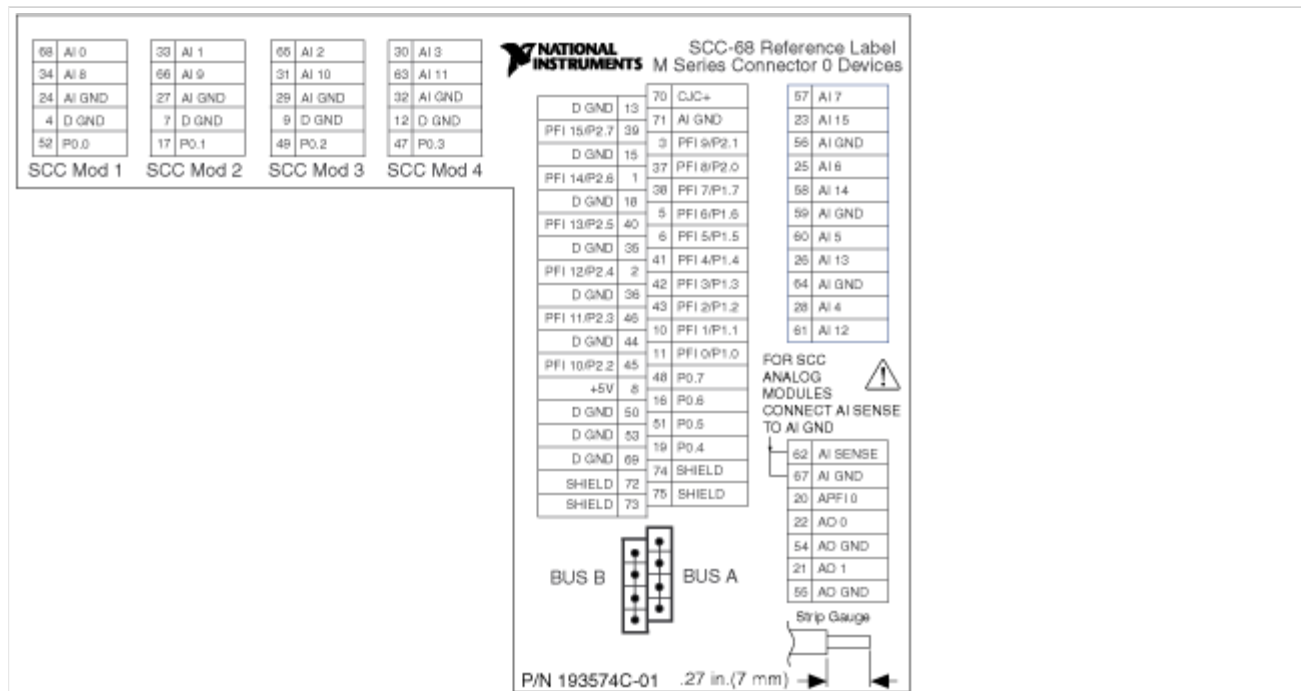 68 AI 0
34 AI 8
24 AI GND
4 D GND
52 P0.0
SCC Mod 1
33 AI 1
66 AI 9
27 AI GND
7 D GND
17 P0.1
SCC Mod 2
65 AI 2
31 AI 10
29 AI GND
9 D GND
49 P0.2
SCC Mod 3
30 AI 3
63 AI 11
32 AI GND
12 D GND
47 P0.3
SCC Mod 4
NATIONAL
INSTRUMENTS
SCC-68 Reference Label
M Series Connector 0 Devices
D GND 13
PFI 15/P2.7 39
D GND 15
PFI 14/P2.6 1
D GND 18
PFI 13/P2.5 40
D GND 35
PFI 12/P2.4 2
D GND 36
PFI 11/P2.3 46
D GND 44
PFI 10/P2.2 45
+5V 8
D GND 50
D GND 53
D GND 69
SHIELD 72
SHIELD 73
70 CJC+
71 AI GND
3 PFI 9/P2.1
37 PFI 8/P2.0
38 PFI 7/P1.7
5 PFI 6/P1.6
6 PFI 5/P1.5
41 PFI 4/P1.4
42 PFI 3/P1.3
43 PFI 2/P1.2
10 PFI 1/P1.1
11 PFI 0/P1.0
48 P0.7
16 P0.6
51 P0.5
19 P0.4
74 SHIELD
75 SHIELD
57 AI 7
23 AI 15
56 AI GND
25 AI 6
58 AI 14
59 AI GND
60 AI 5
26 AI 13
64 AI GND
28 AI 4
61 AI 12
FOR SCC
ANALOG
MODULES
CONNECT AI SENSE
TO AI GND
62 AI SENSE
67 AI GND
20 APFI 0
22 AO 0
54 AO GND
21 AO 1
55 AO GND
BUS B
BUS A
Strip Gauge
P/N 193574C-01
.27 in.(7 mm)